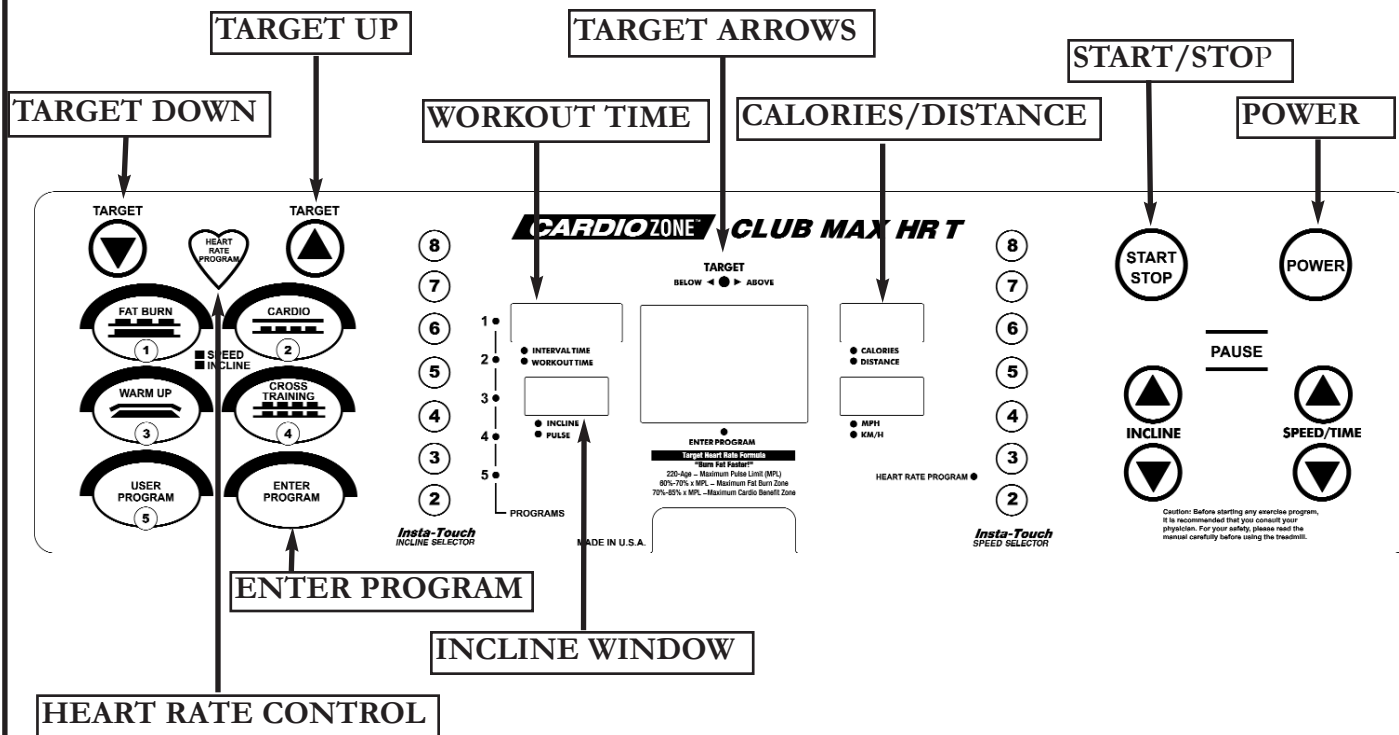 TARGET UP
TARGET ARROWS
START/STOP
TARGET DOWN
WORKOUT TIME
CALORIES/DISTANCE
POWER
TARGET
HEART
RATE
PROGRAM
TARGET
FAT BURN
1
CARDIO
2
SPEED
INCLINE
WARM UP
3
CROSS
TRAINING
4
USER
PROGRAM
5
ENTER
PROGRAM
8
7
6
5
4
3
2
Insta-Touch
INCLINE SELECTOR
CARDIO ZONE™ CLUB MAX HR T
TARGET
BELOW ◄ ● ► ABOVE
1
2
3
4
5
PROGRAMS
INTERVAL TIME
WORKOUT TIME
INCLINE
PULSE
ENTER PROGRAM
Target Heart Rate Formula
"Burn Fat Faster!"
220-Age – Maximum Pulse Limit (MPL)
60%-70% x MPL – Maximum Fat Burn Zone
70%-85% x MPL –Maximum Cardio Benefit Zone
MADE IN U.S.A.
CALORIES
DISTANCE
MPH
KM/H
HEART RATE PROGRAM
8
7
6
5
4
3
2
Insta-Touch
SPEED SELECTOR
START
STOP
POWER
PAUSE
INCLINE
SPEED/TIME
Caution: Before starting any exercise program,
it is recommended that you consult your
physician. For your safety, please read the
manual carefully before using the treadmill.
ENTER PROGRAM
INCLINE WINDOW
HEART RATE CONTROL